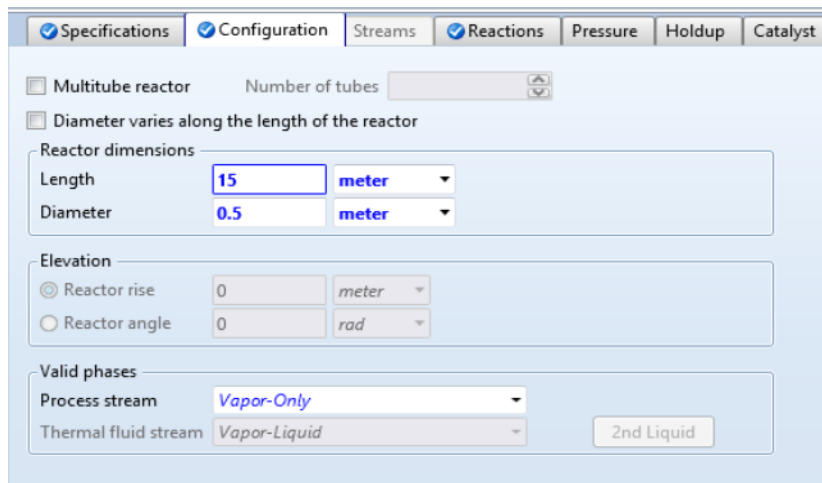 Specifications Configuration Streams Reactions Pressure Holdup Catalyst
Multitube reactor Number of tubes
Diameter varies along the length of the reactor
Reactor dimensions
Length 15 meter
Diameter 0.5 meter
Elevation
Reactor rise 0 meter
Reactor angle 0 rad
Valid phases
Process stream Vapor-Only
Thermal fluid stream Vapor-Liquid 2nd Liquid